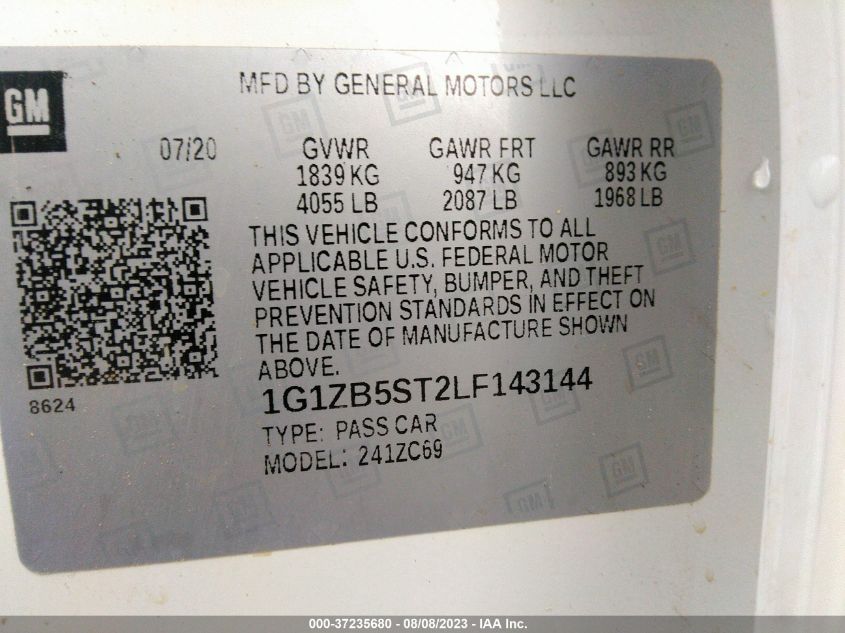 GM
MFD BY GENERAL MOTORS LLC
07/20 GVWR GAWR FRT GAWR RR
1839 KG 947 KG 893 KG
4055 LB 2087 LB 1968 LB
THIS VEHICLE CONFORMS TO ALL
APPLICABLE U.S. FEDERAL MOTOR
VEHICLE SAFETY, BUMPER, AND THEFT
PREVENTION STANDARDS IN EFFECT ON
THE DATE OF MANUFACTURE SHOWN
ABOVE.
8624
1G1ZB5ST2LF143144
TYPE: PASS CAR
MODEL: 241ZC69
000-37235680 - 08/08/2023 - IAA Inc.